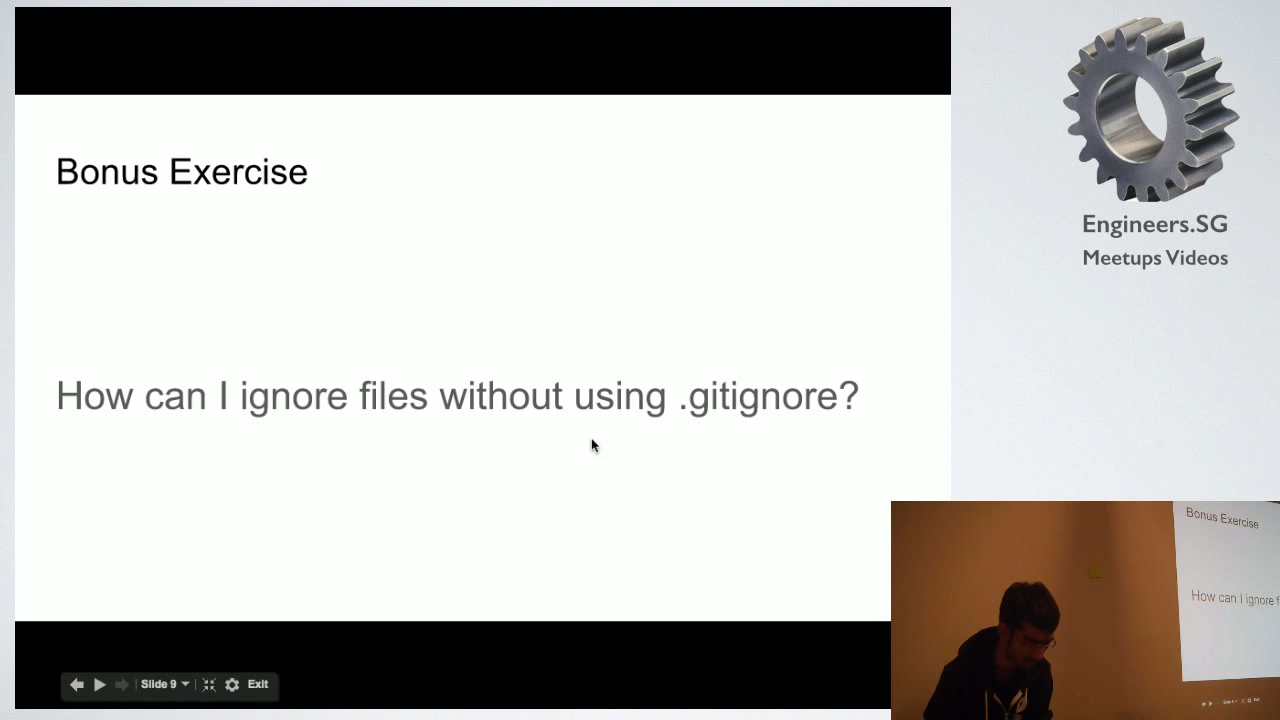 Bonus Exercise
How can I ignore files without using .gitignore?
Slide 9
Exit
Engineers.SG
Meetups Videos
Bonus Exercise
How can I ignore f